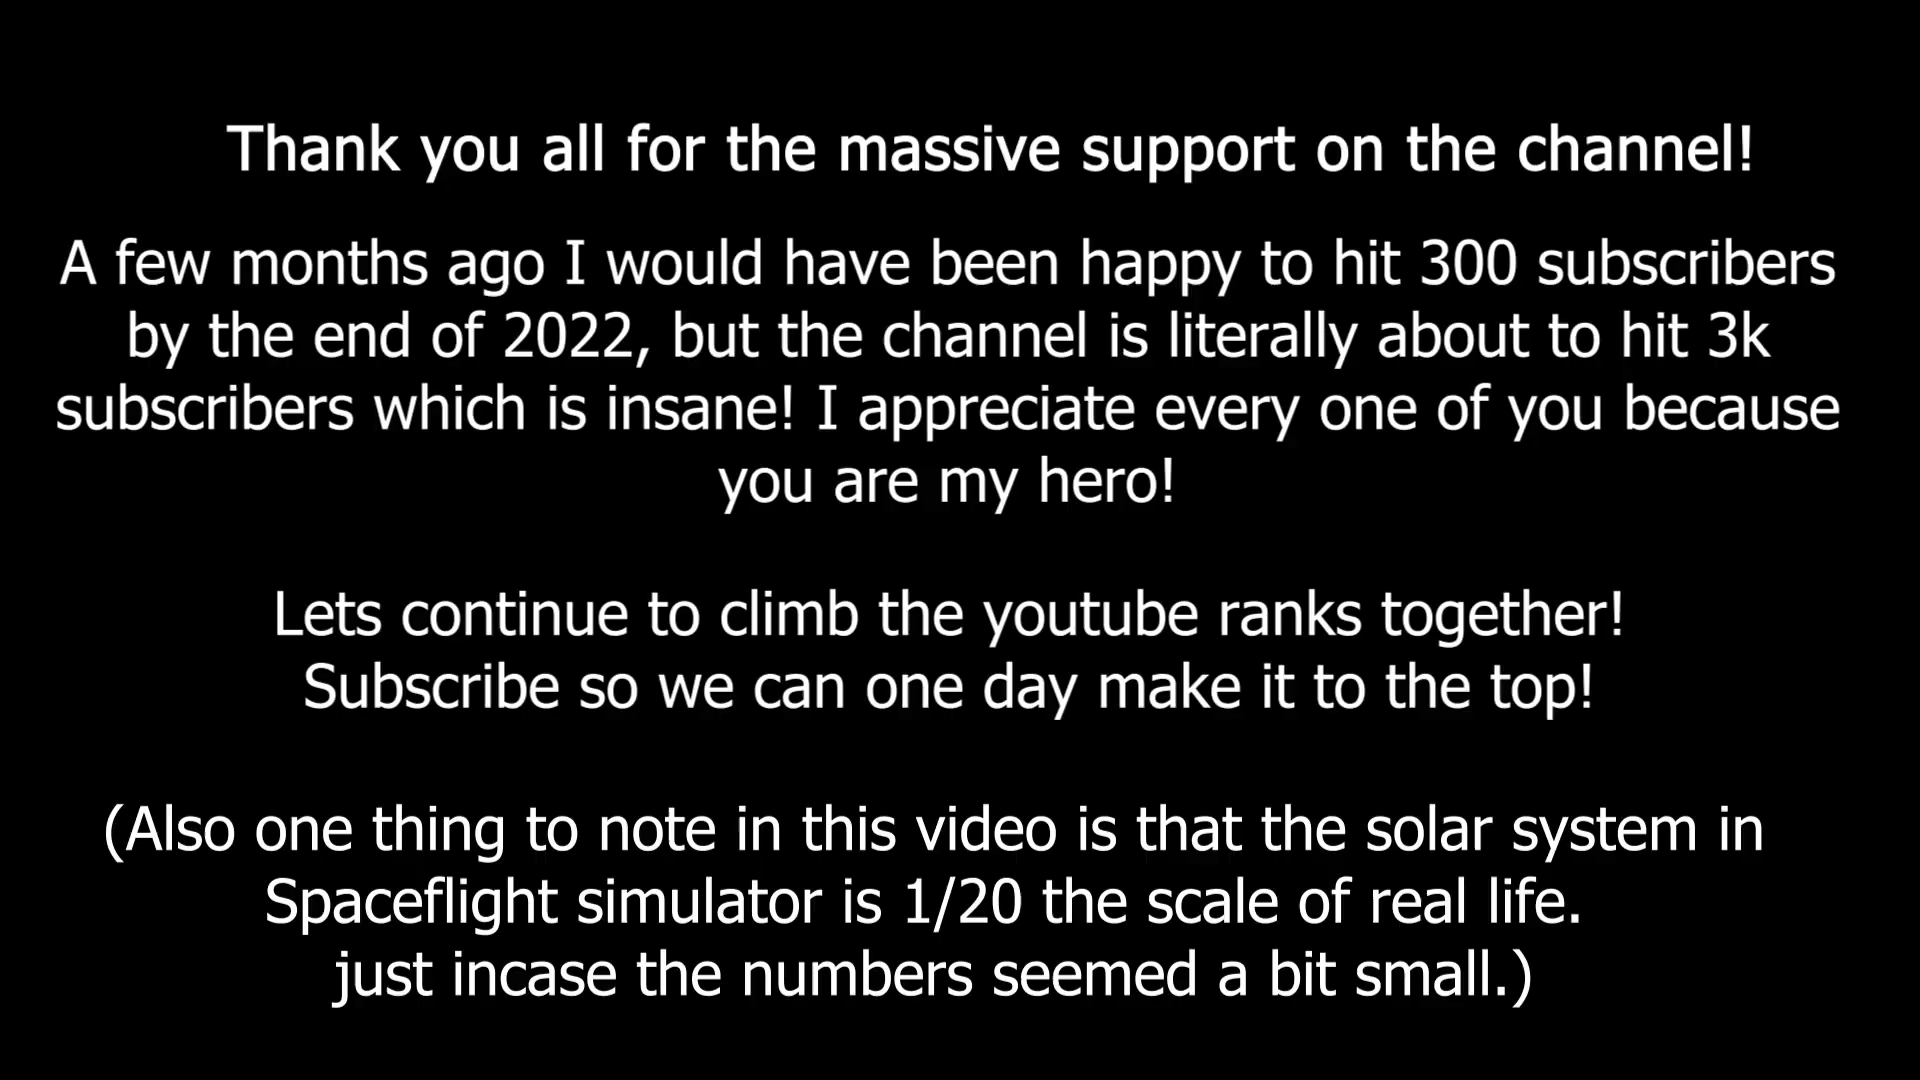 Thank you all for the massive support on the channel!
A few months ago I would have been happy to hit 300 subscribers
by the end of 2022, but the channel is literally about to hit 3k
subscribers which is insane! I appreciate every one of you because
you are my hero!
Lets continue to climb the youtube ranks together!
Subscribe so we can one day make it to the top!
(Also one thing to note in this video is that the solar system in
Spaceflight simulator is 1/20 the scale of real life.
just incase the numbers seemed a bit small.)